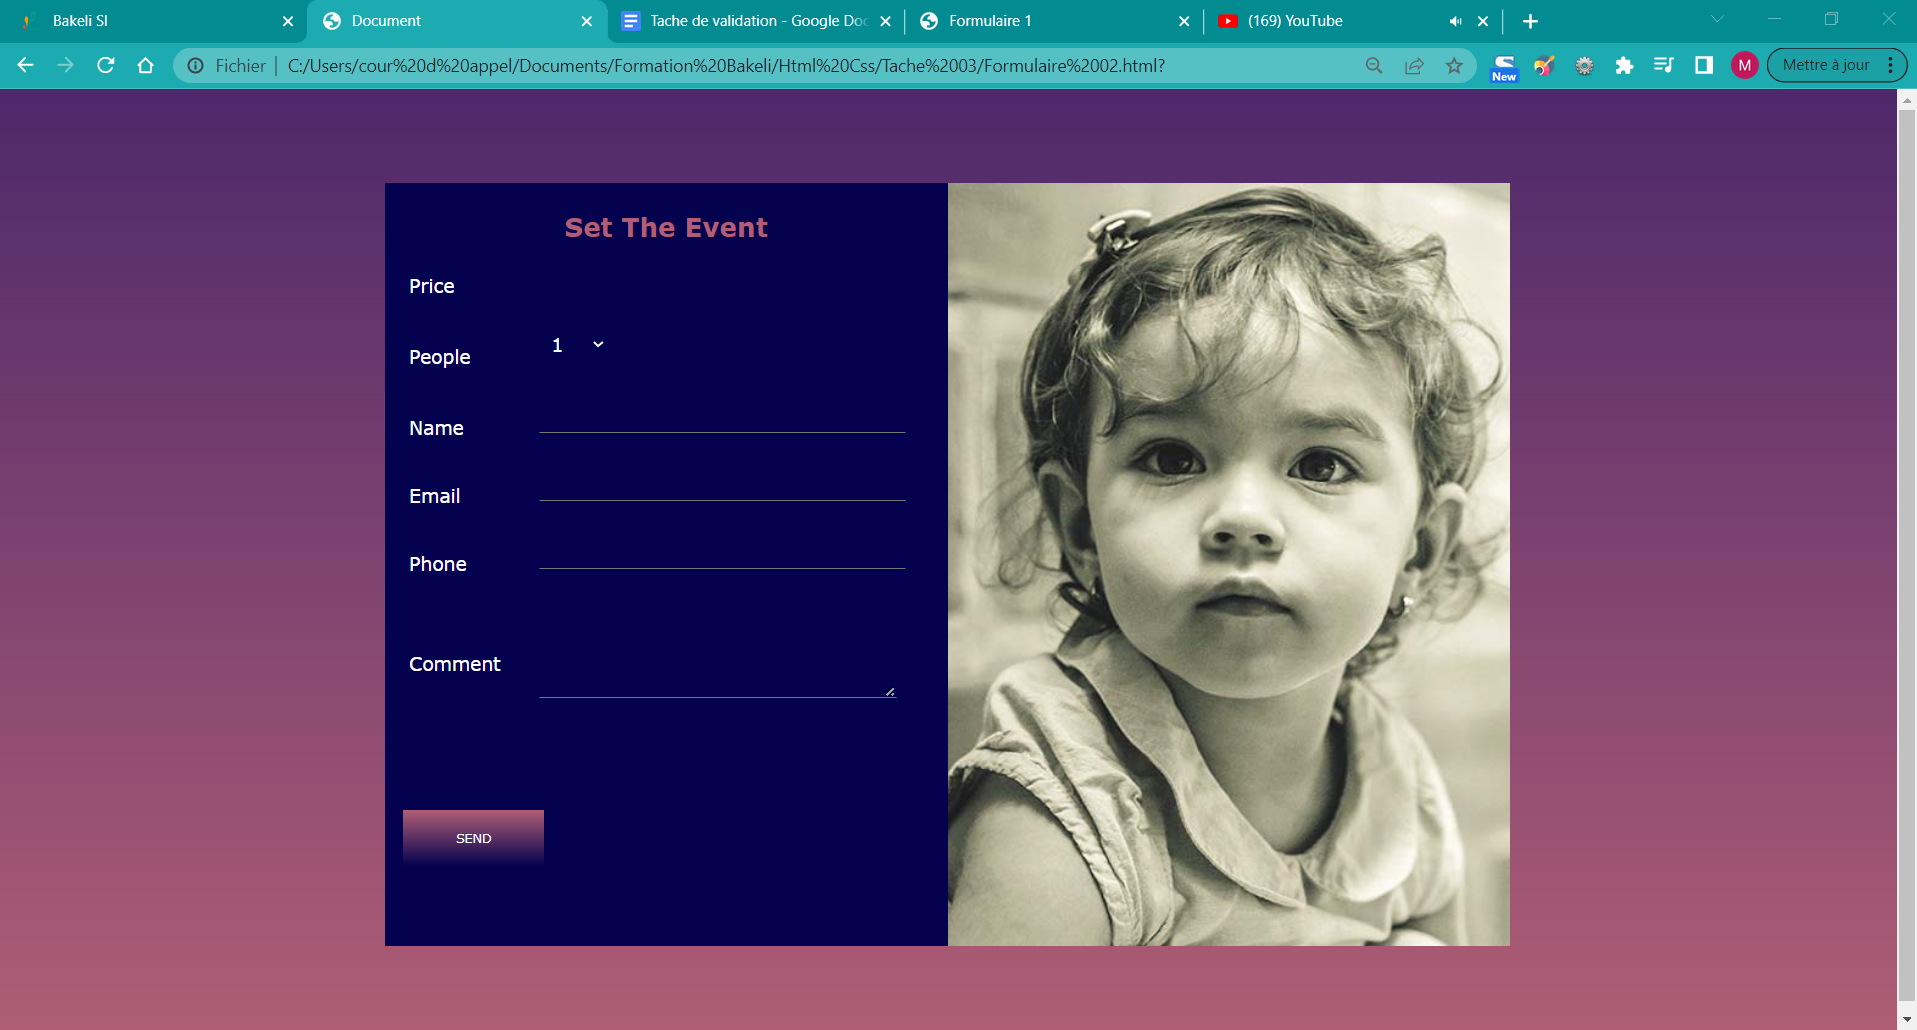 Bakeli SI
Document
Tache de validation - Google Doc
Formulaire 1
(169) YouTube
Fichier
C:/Users/cour%20d%20appel/Documents/Formation%20Bakeli/Html%20Css/Tache%2003/Formulaire%2002.html?
New
M
Mettre à jour
Set The Event
Price
People
1
Name
Email
Phone
Comment
SEND